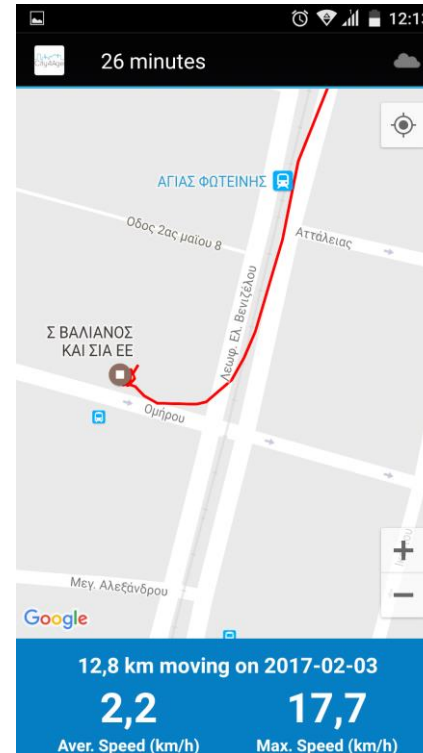 12:13
26 minutes
ΑΓΙΑΣ ΦΩΤΕΙΝΗΣ
Οδος 2ας μαϊου 8
Αττάλειας
Λεωφ. Ελ. Βενιζέλου
Σ ΒΑΛΙΑΝΟΣ
ΚΑΙ ΣΙΑ ΕΕ
Ομήρου
+
−
Μεγ. Αλεξάνδρου
Google
12,8 km moving on 2017-02-03
2,2
17,7
Aver. Speed (km/h)
Max. Speed (km/h)